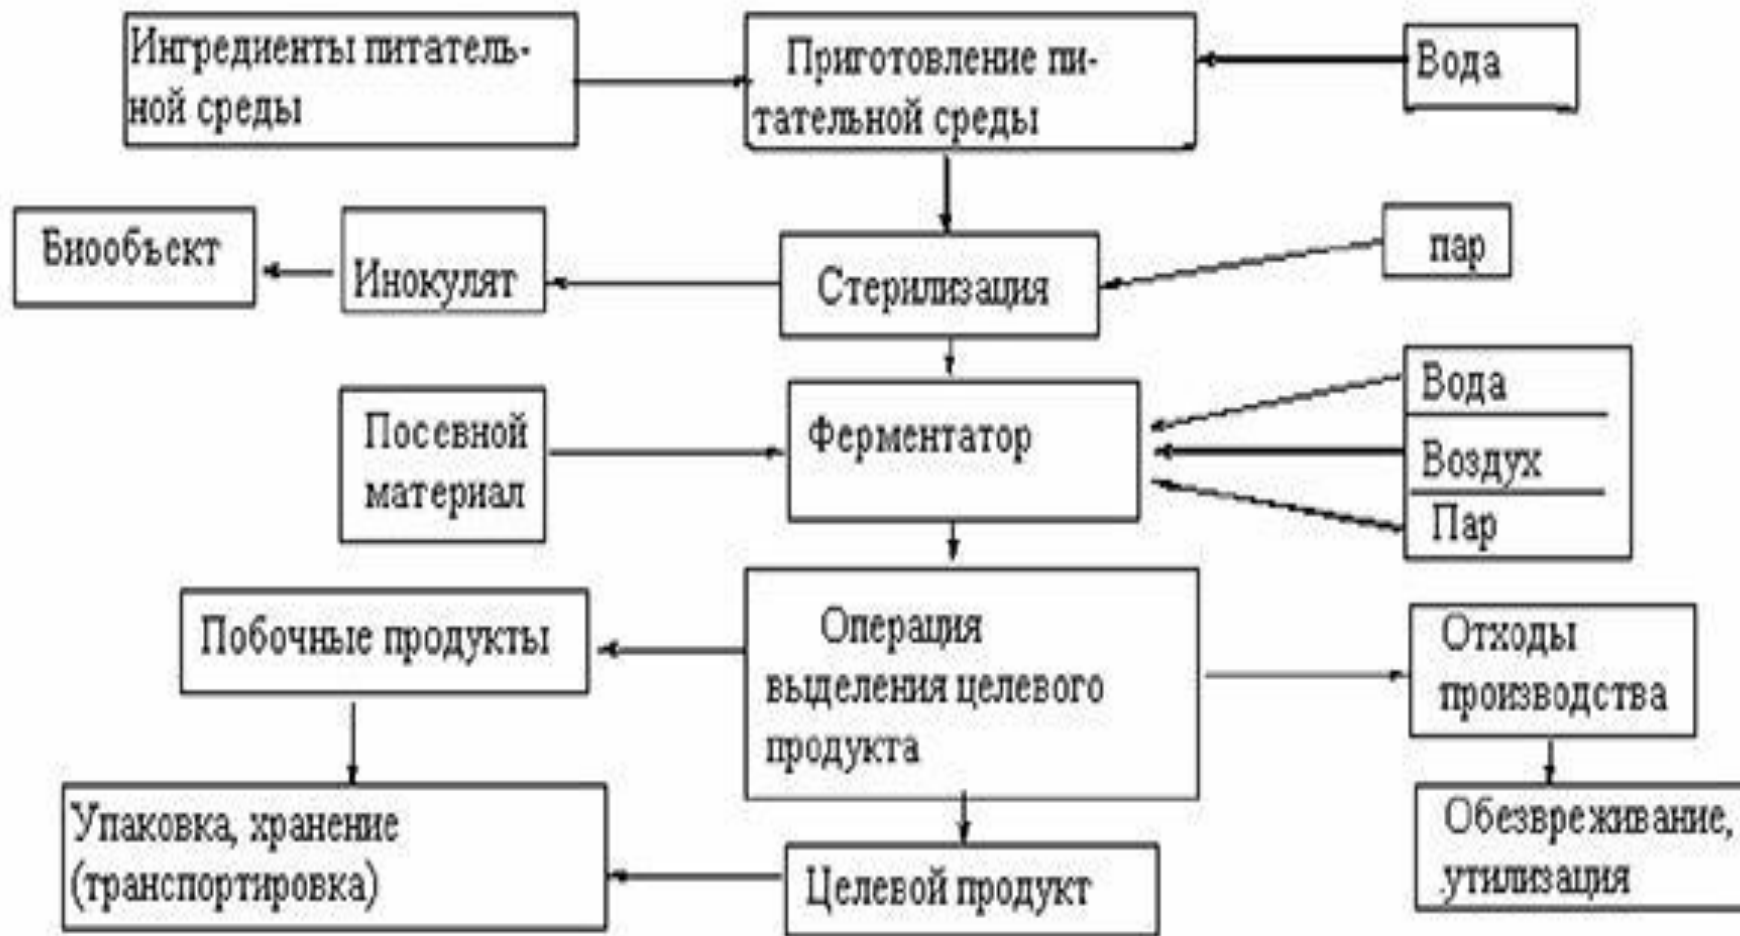 Ингредиенты питатель-
ной среды
Приготовление пи-
тательной среды
Вода
Биообъект
Инокулят
Стерилизация
пар
Посевной
материал
Ферментатор
Вода
Воздух
Пар
Побочные продукты
Операция
выделения целевого
продукта
Отходы
производства
Упаковка, хранение
(транспортировка)
Целевой продукт
Обезвреживание,
утилизация